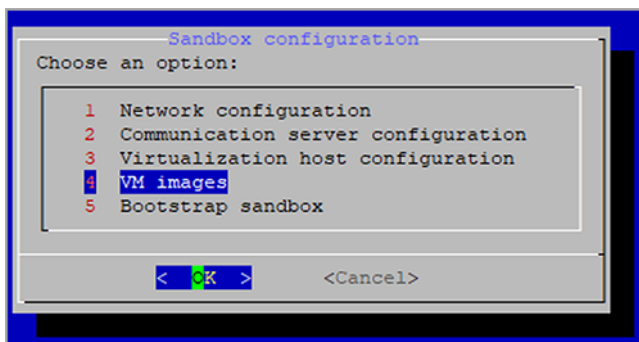 Sandbox configuration
Choose an option:
1 Network configuration
2 Communication server configuration
3 Virtualization host configuration
4 VM images
5 Bootstrap sandbox
< OK > <Cancel>